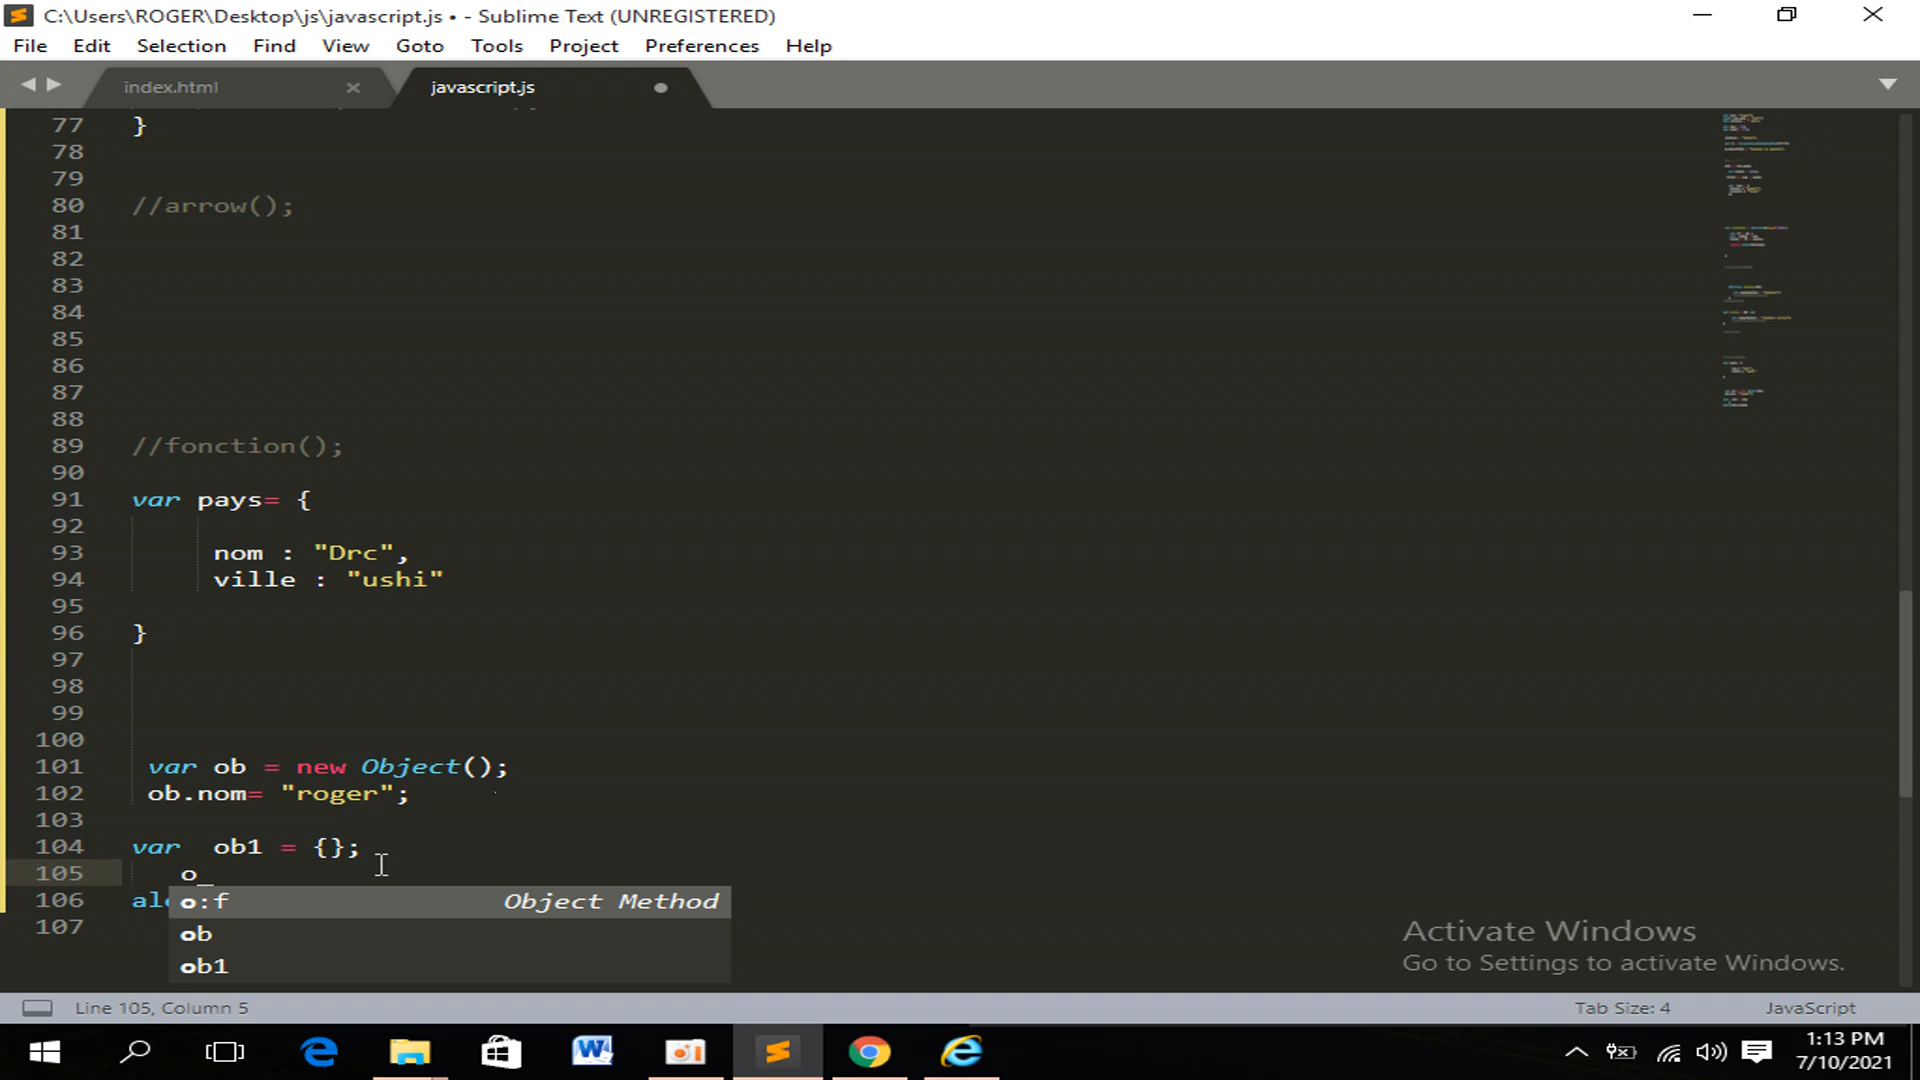 C:\Users\ROGER\Desktop\js\javascript.js • - Sublime Text (UNREGISTERED)
File Edit Selection Find View Goto Tools Project Preferences Help
index.html javascript.js
77 }
78
79
80 //arrow();
81
82
83
84
85
86
87
88
89 //fonction();
90
91 var pays= {
92
93 nom : "Drc",
94 ville : "ushi"
95
96 }
97
98
99
100
101 var ob = new Object();
102 ob.nom= "roger";
103
104 var ob1 = {};
105 o
106 ale
o:f Object Method
107
ob
ob1
Activate Windows
Go to Settings to activate Windows.
Line 105, Column 5 Tab Size: 4 JavaScript
1:13 PM
7/10/2021